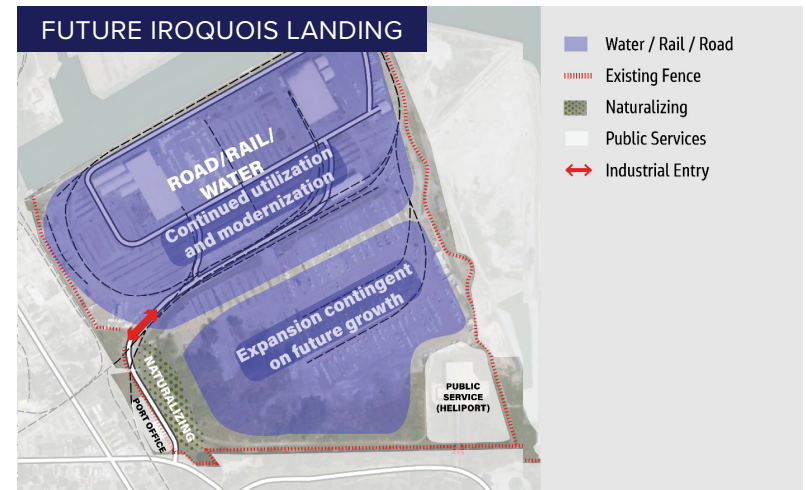 FUTURE IROQUOIS LANDING
ROAD/RAIL/
WATER
Continued utilization
and modernization
Expansion contingent
on future growth
NATURALIZING
PORT OFFICE
PUBLIC
SERVICE
(HELIPORT)
Water / Rail / Road
Existing Fence
Naturalizing
Public Services
Industrial Entry